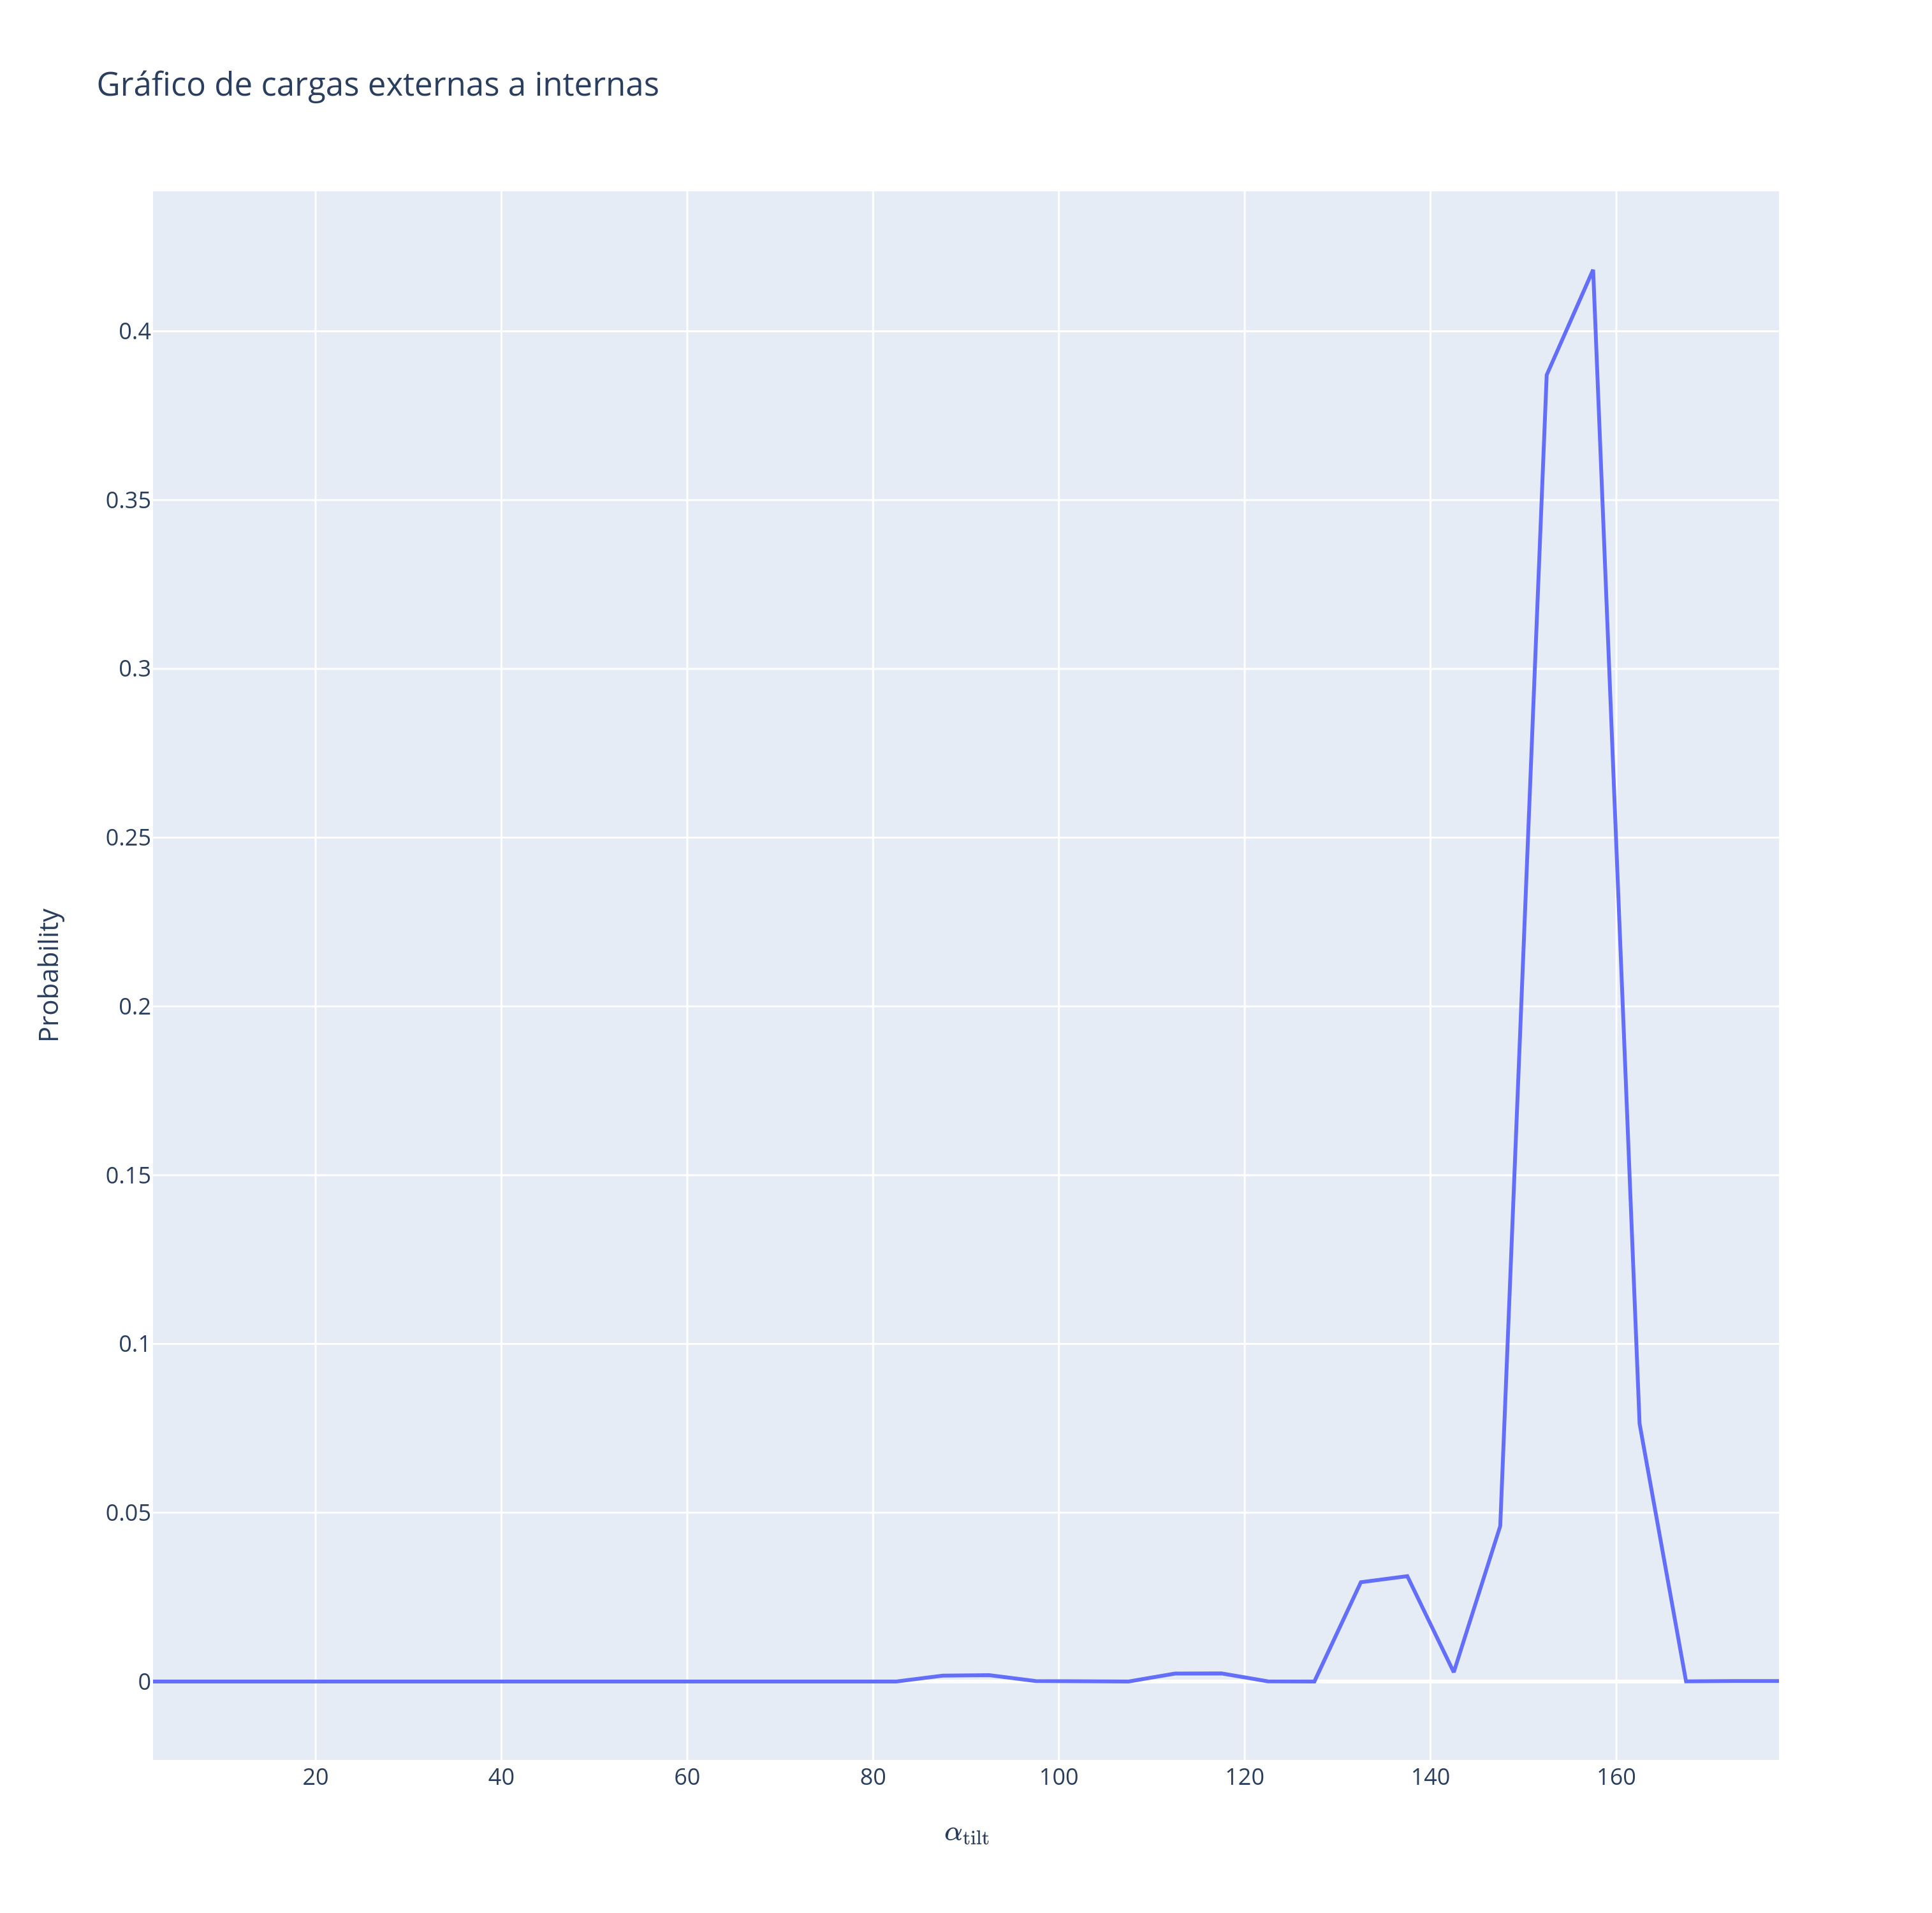 Gráfico de cargas externas a internas
0.4
0.35
0.3
0.25
0.2
0.15
0.1
0.05
0
Probability
20 40 60 80 100 120 140 160
α_tilt